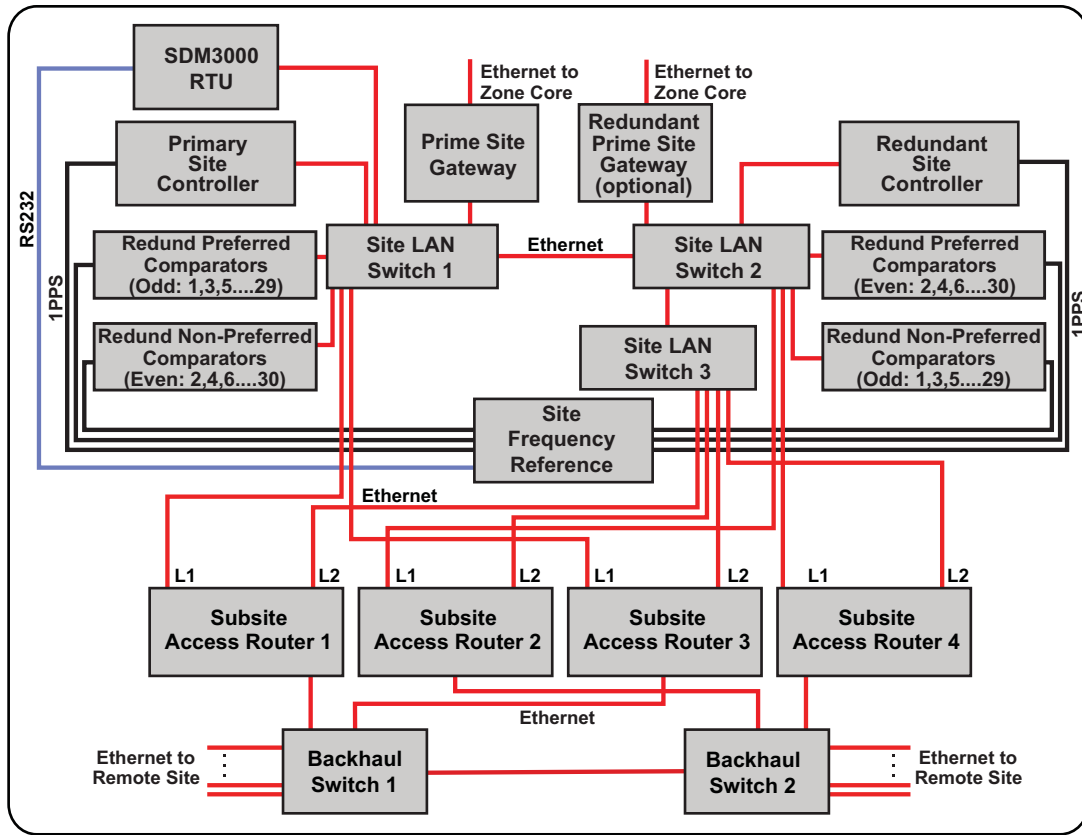 SDM3000
RTU
Ethernet to
Zone Core
Ethernet to
Zone Core
Prime Site
Gateway
Redundant
Prime Site
Gateway
(optional)
Primary
Site
Controller
Redundant
Site
Controller
RS232
1PPS
Redund Preferred
Comparators
(Odd: 1,3,5....29)
Site LAN
Switch 1
Ethernet
Site LAN
Switch 2
Redund Preferred
Comparators
(Even: 2,4,6....30)
1PPS
Redund Non-Preferred
Comparators
(Even: 2,4,6....30)
Site LAN
Switch 3
Redund Non-Preferred
Comparators
(Odd: 1,3,5....29)
Site
Frequency
Reference
Ethernet
L1
L2
L1
L2
L1
L2
L1
L2
Subsite
Access Router 1
Subsite
Access Router 2
Subsite
Access Router 3
Subsite
Access Router 4
Ethernet
Ethernet to
Remote Site
Backhaul
Switch 1
Backhaul
Switch 2
Ethernet to
Remote Site